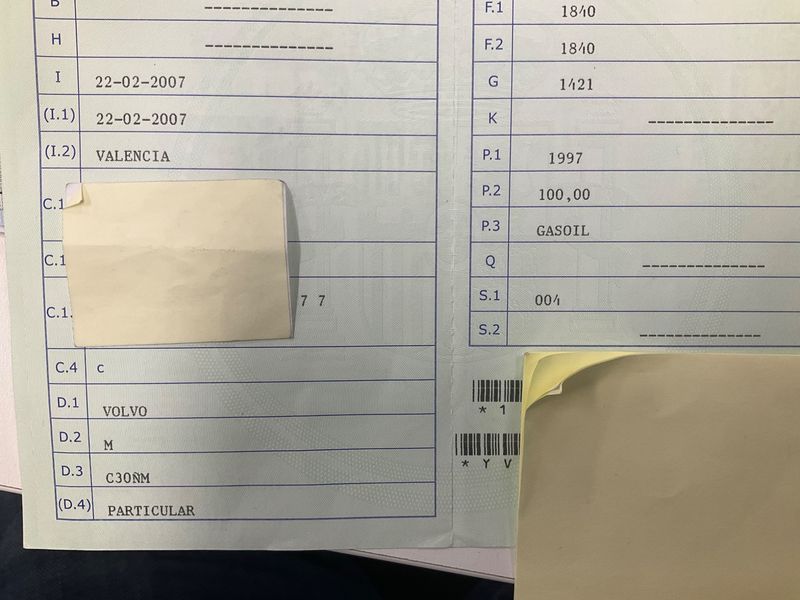 B ---------------
H ---------------
I 22-02-2007
(I.1) 22-02-2007
(I.2) VALENCIA
C.1
C.1
C.1. 7 7
C.4 c
D.1 VOLVO
D.2 M
D.3 C30ÑM
(D.4) PARTICULAR
F.1 1840
F.2 1840
G 1421
K ---------------
P.1 1997
P.2 100,00
P.3 GASOIL
Q ---------------
S.1 004
S.2 ---------------
* 1
* Y V